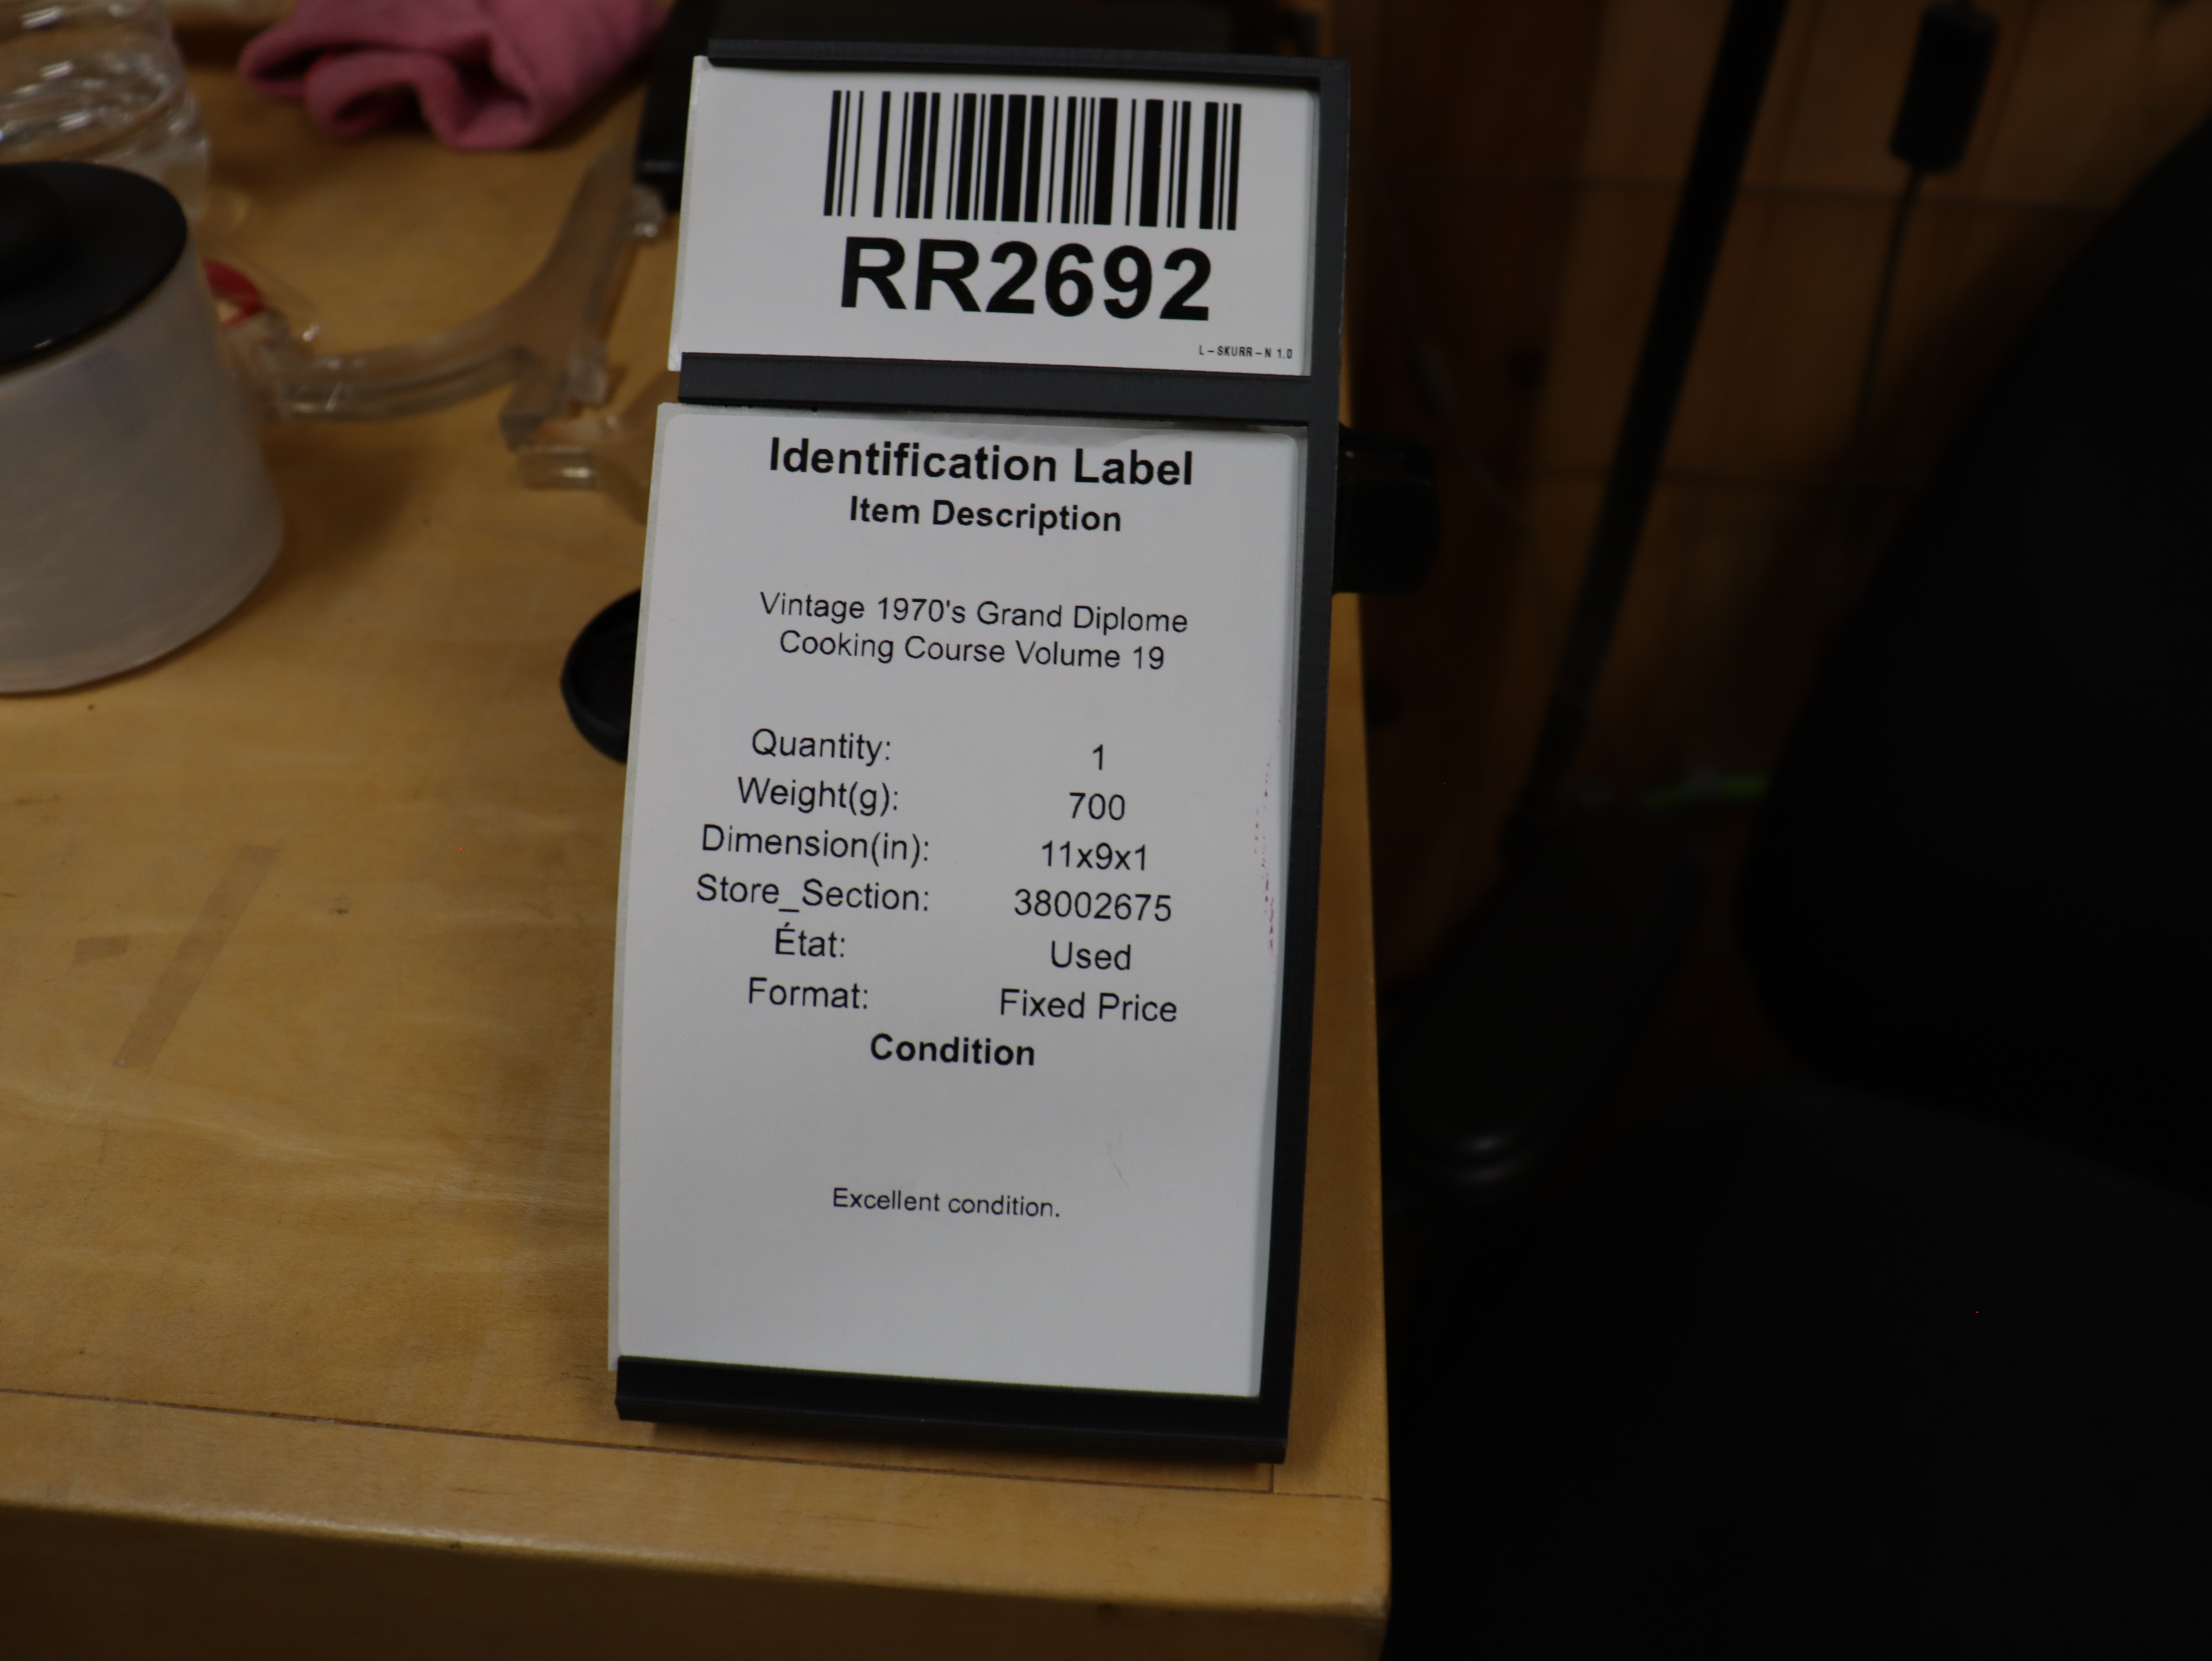 RR2692
L-SKURR-N 1.0
Identification Label
Item Description
Vintage 1970's Grand Diplome
Cooking Course Volume 19
Quantity: 1
Weight(g): 700
Dimension(in): 11x9x1
Store_Section: 38002675
État: Used
Format: Fixed Price
Condition
Excellent condition.